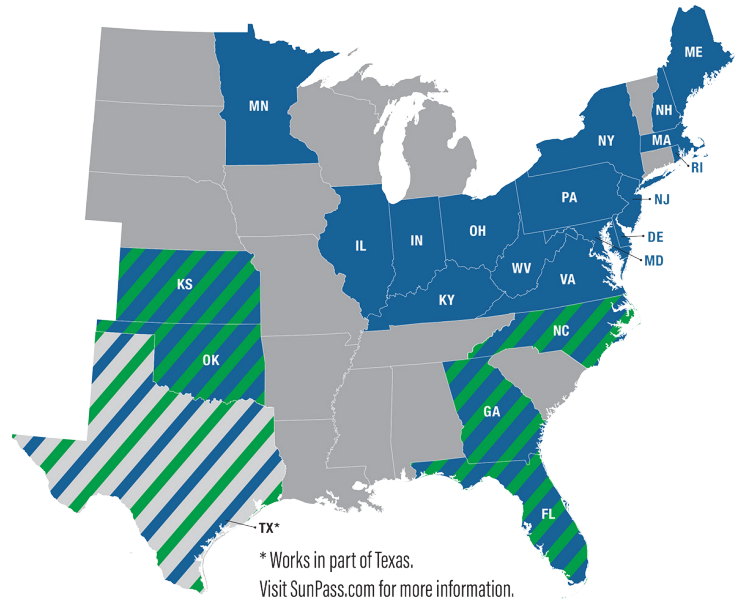 ME
MN
NH
NY
MA
RI
PA
NJ
OH
IL
IN
DE
MD
WV
VA
KS
KY
NC
OK
GA
FL
TX*
* Works in part of Texas.
Visit SunPass.com for more information.